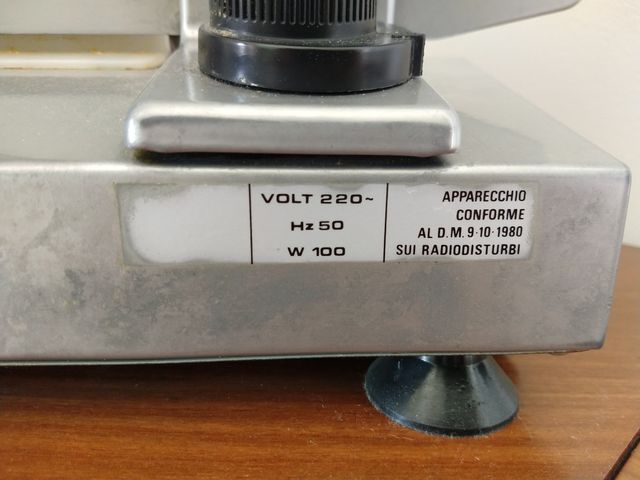 VOLT 220~
Hz 50
W 100
APPARECCHIO
CONFORME
AL D.M. 9·10·1980
SUI RADIODISTURBI